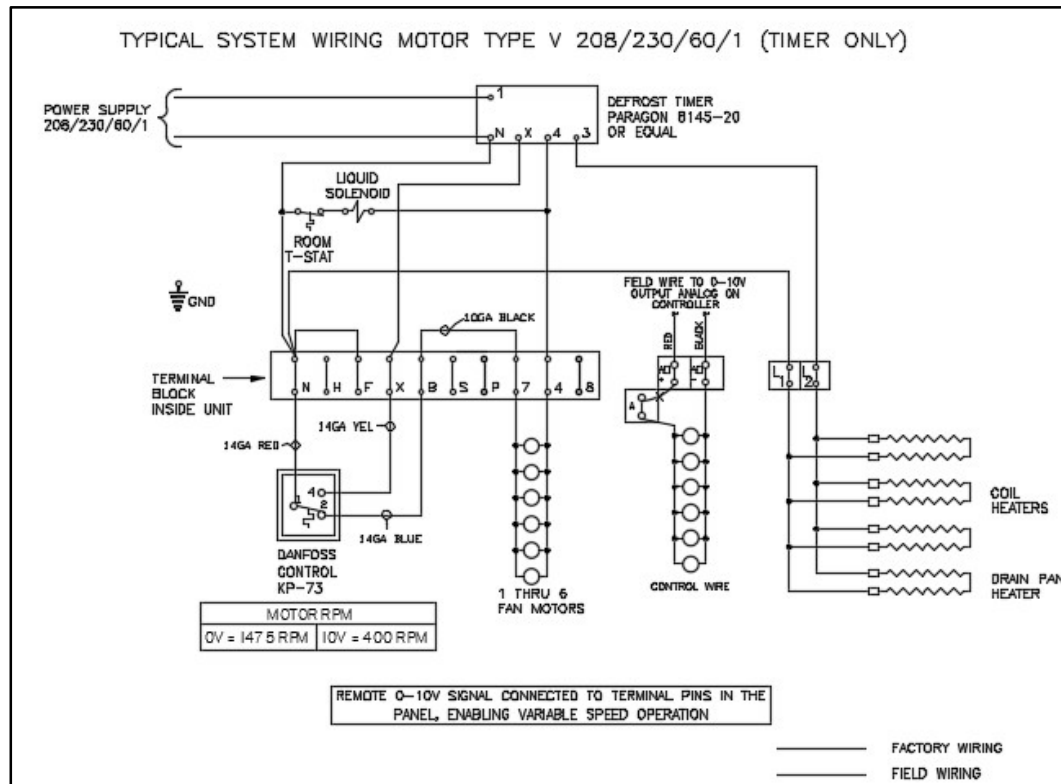 TYPICAL SYSTEM WIRING MOTOR TYPE V 208/230/60/1 (TIMER ONLY)
POWER SUPPLY
208/230/60/1
1
N X 4 3
DEFROST TIMER
PARAGON 8145-20
OR EQUAL
LIQUID
SOLENOID
ROOM
T-STAT
GND
FIELD WIRE TO 0-10V
OUTPUT ANALOG ON
CONTROLLER
RED
BLACK
10GA BLACK
TERMINAL
BLOCK
INSIDE UNIT
N H F X B S P 7 4 8
AO
+
AO
-
A
L1
L2
14GA RED
14GA YEL
14GA BLUE
4
1
2
DANFOSS
CONTROL
KP-73
1 THRU 6
FAN MOTORS
CONTROL WIRE
COIL
HEATERS
DRAIN PAN
HEATER
MOTOR RPM
0V = 1475 RPM
10V = 400 RPM
REMOTE 0-10V SIGNAL CONNECTED TO TERMINAL PINS IN THE
PANEL, ENABLING VARIABLE SPEED OPERATION
FACTORY WIRING
FIELD WIRING